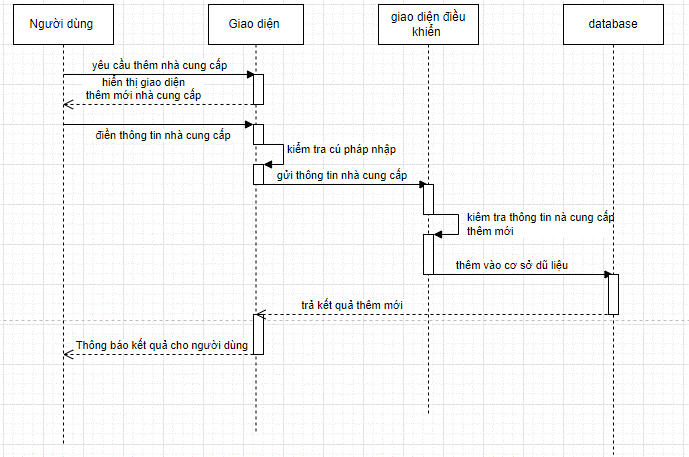 Người dùng
Giao diện
giao diện điều
khiển
database
yêu cầu thêm nhà cung cấp
hiển thị giao diện
thêm mới nhà cung cấp
điền thông tin nhà cung cấp
kiểm tra cú pháp nhập
gửi thông tin nhà cung cấp
kiêm tra thông tin nà cung cấp
thêm mới
thêm vào cơ sở dũ liệu
trả kết quả thêm mới
Thông báo kết quả cho người dùng